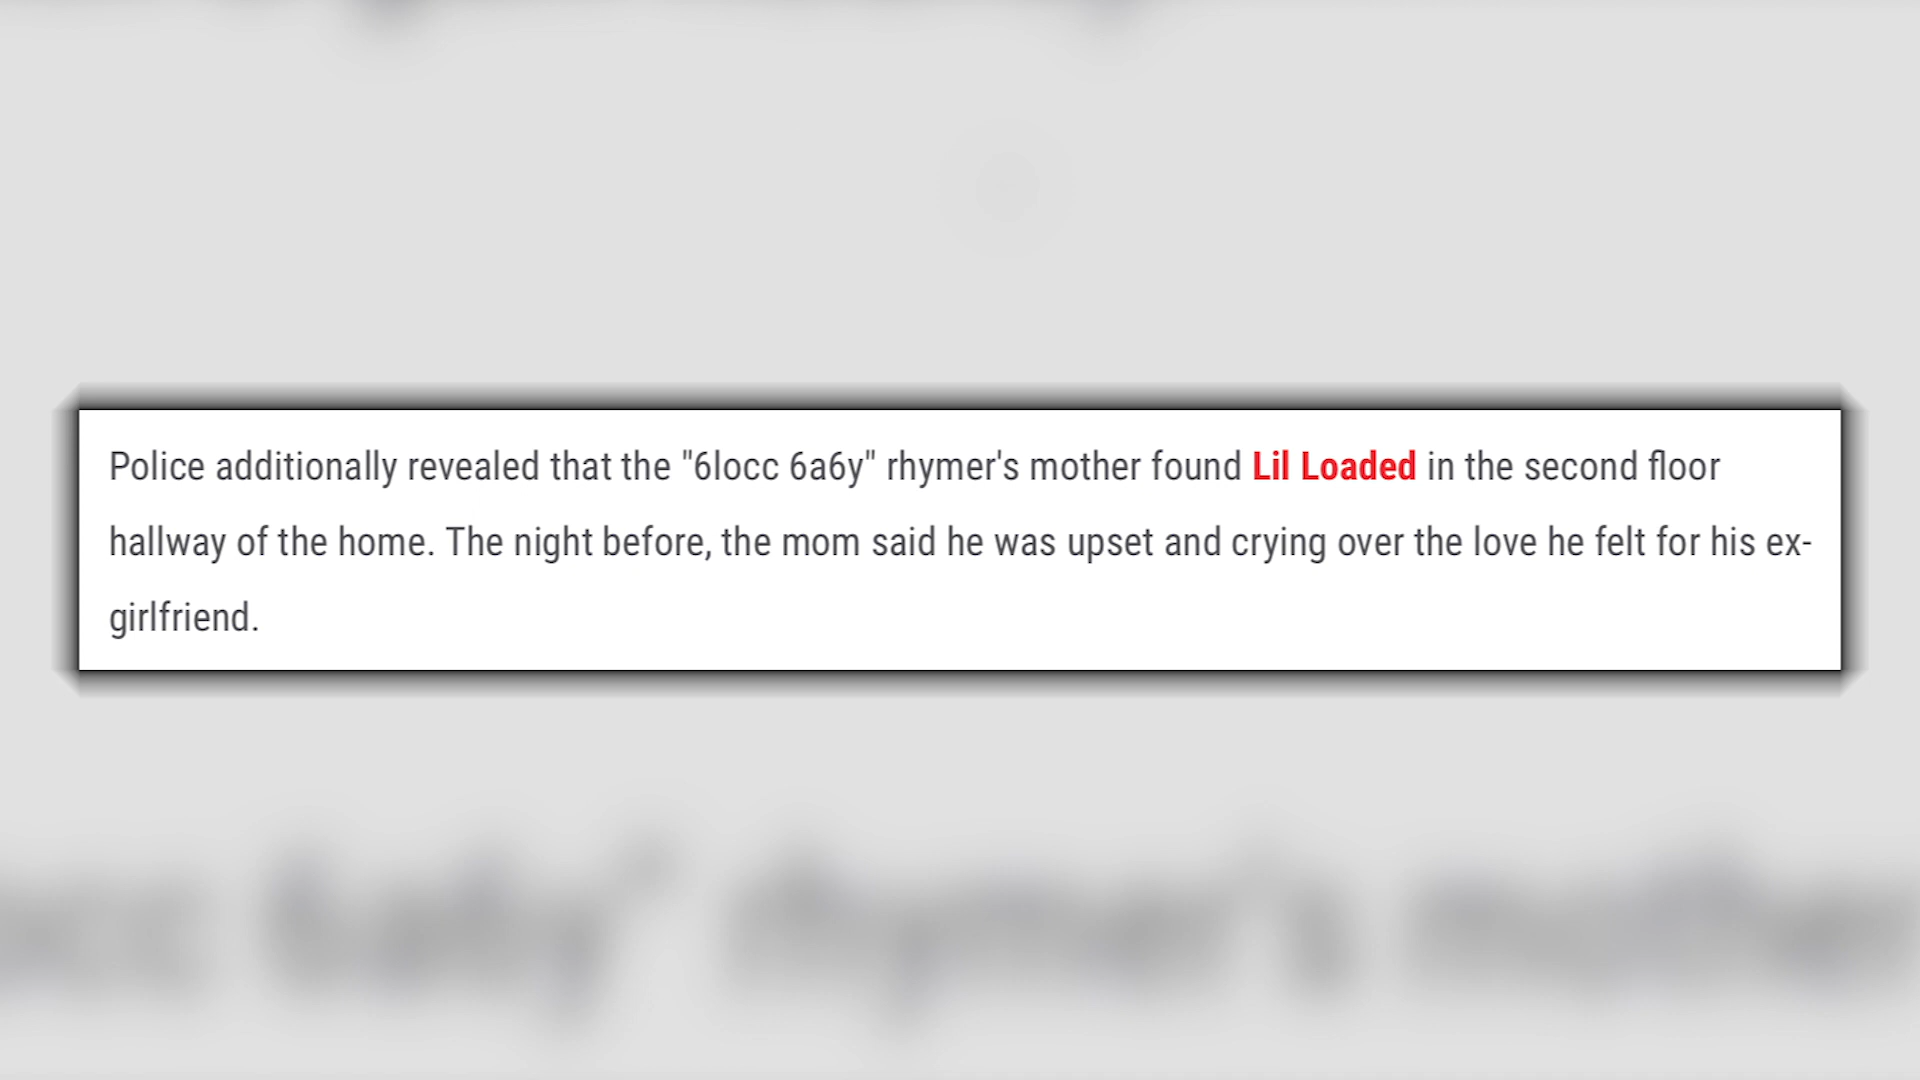 Police additionally revealed that the "6locc 6a6y" rhymer's mother found Lil Loaded in the second floor
hallway of the home. The night before, the mom said he was upset and crying over the love he felt for his ex-
girlfriend.